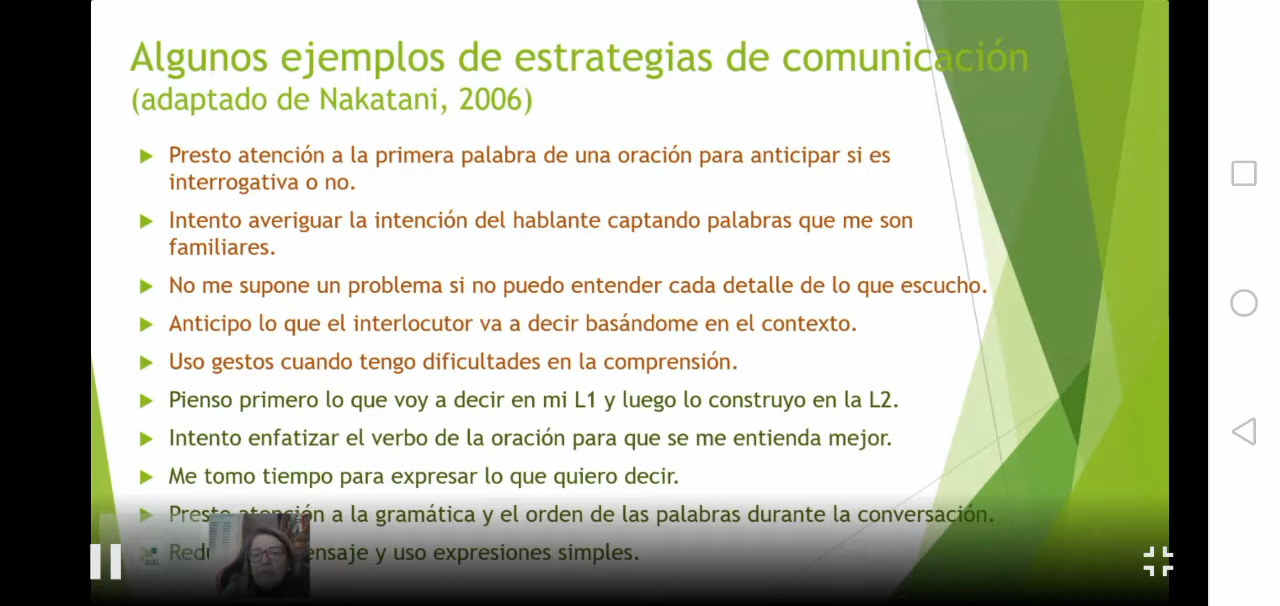 Algunos ejemplos de estrategias de comunicación
(adaptado de Nakatani, 2006)
Presto atención a la primera palabra de una oración para anticipar si es
interrogativa o no.
Intento averiguar la intención del hablante captando palabras que me son
familiares.
No me supone un problema si no puedo entender cada detalle de lo que escucho.
Anticipo lo que el interlocutor va a decir basándome en el contexto.
Uso gestos cuando tengo dificultades en la comprensión.
Pienso primero lo que voy a decir en mi L1 y luego lo construyo en la L2.
Intento enfatizar el verbo de la oración para que se me entienda mejor.
Me tomo tiempo para expresar lo que quiero decir.
Presto atención a la gramática y el orden de las palabras durante la conversación.
y uso expresiones simples.